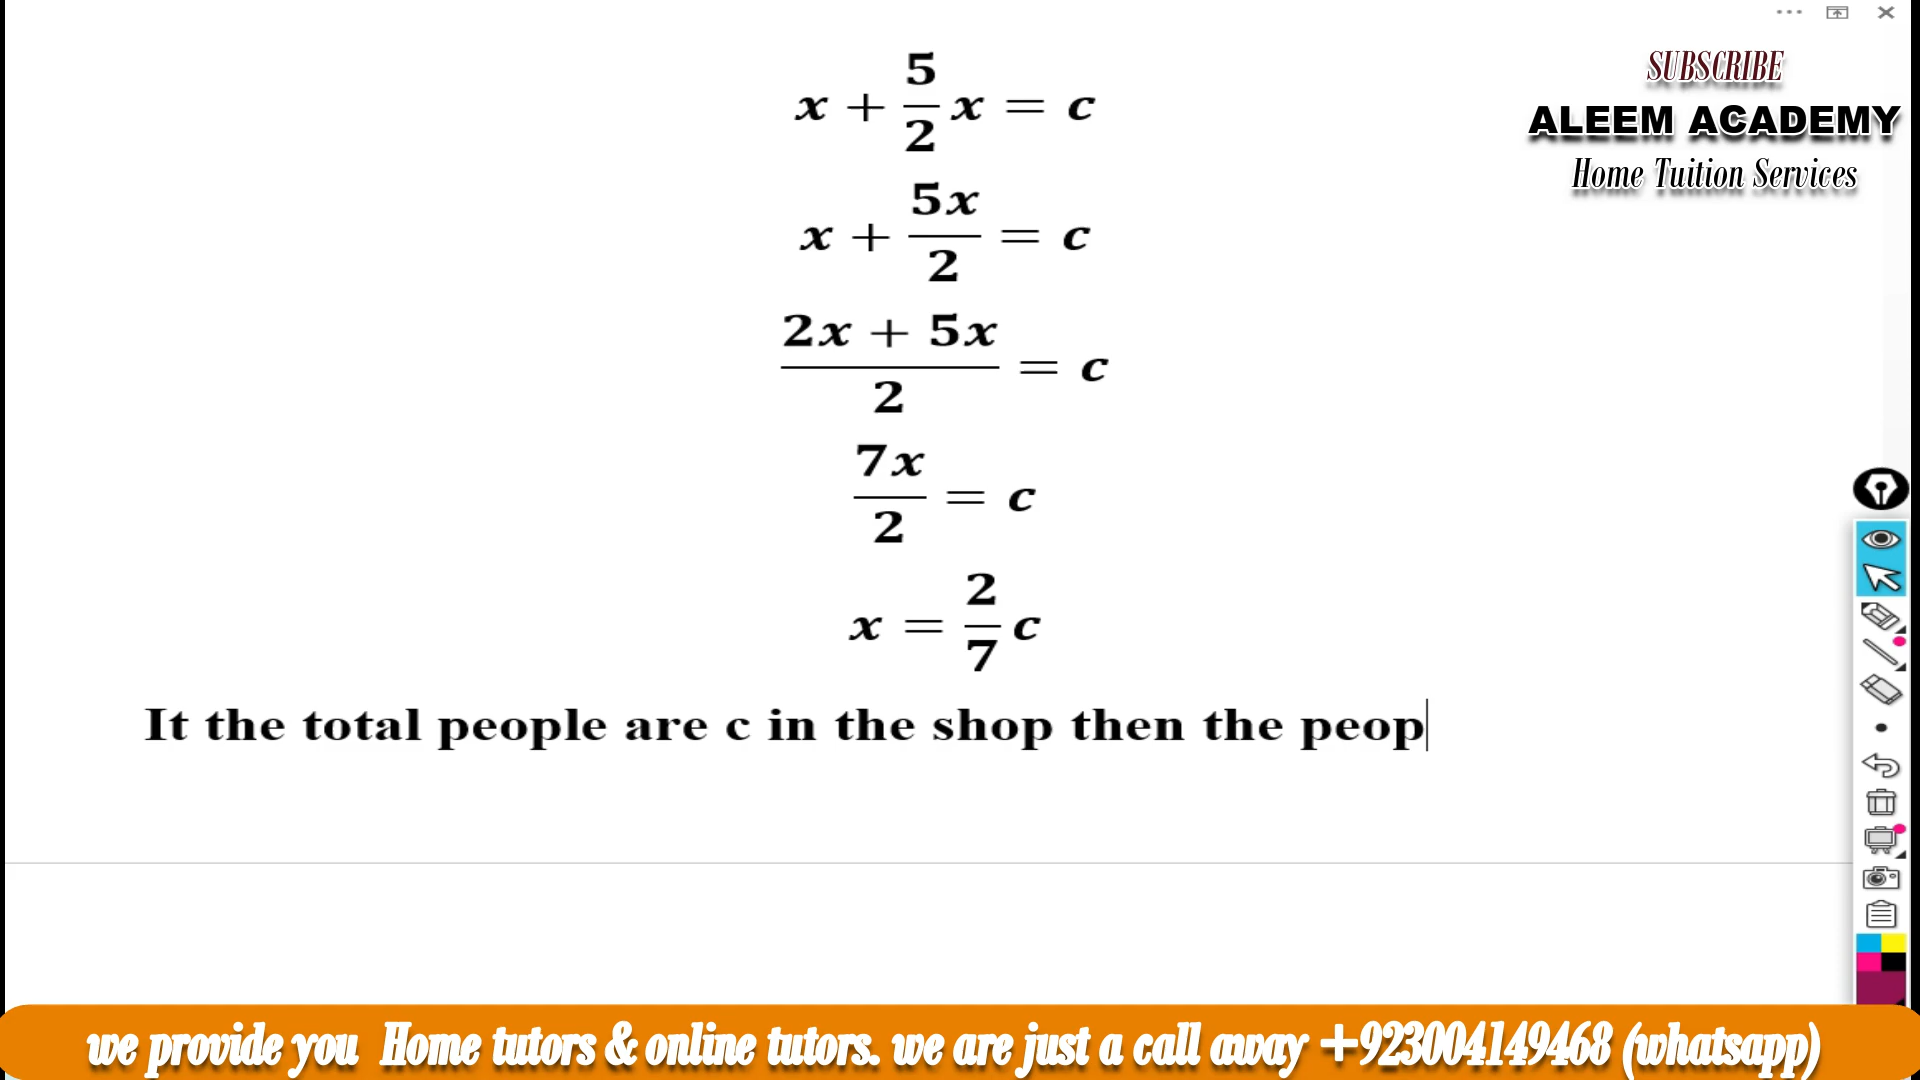 SUBSCRIBE
ALEEM ACADEMY
Home Tuition Services
x + 5/2 x = c
x + 5x/2 = c
2x + 5x/2 = c
7x/2 = c
x = 2/7 c
It the total people are c in the shop then the peop
we provide you Home tutors & online tutors. we are just a call away +923004149468 (whatsapp)